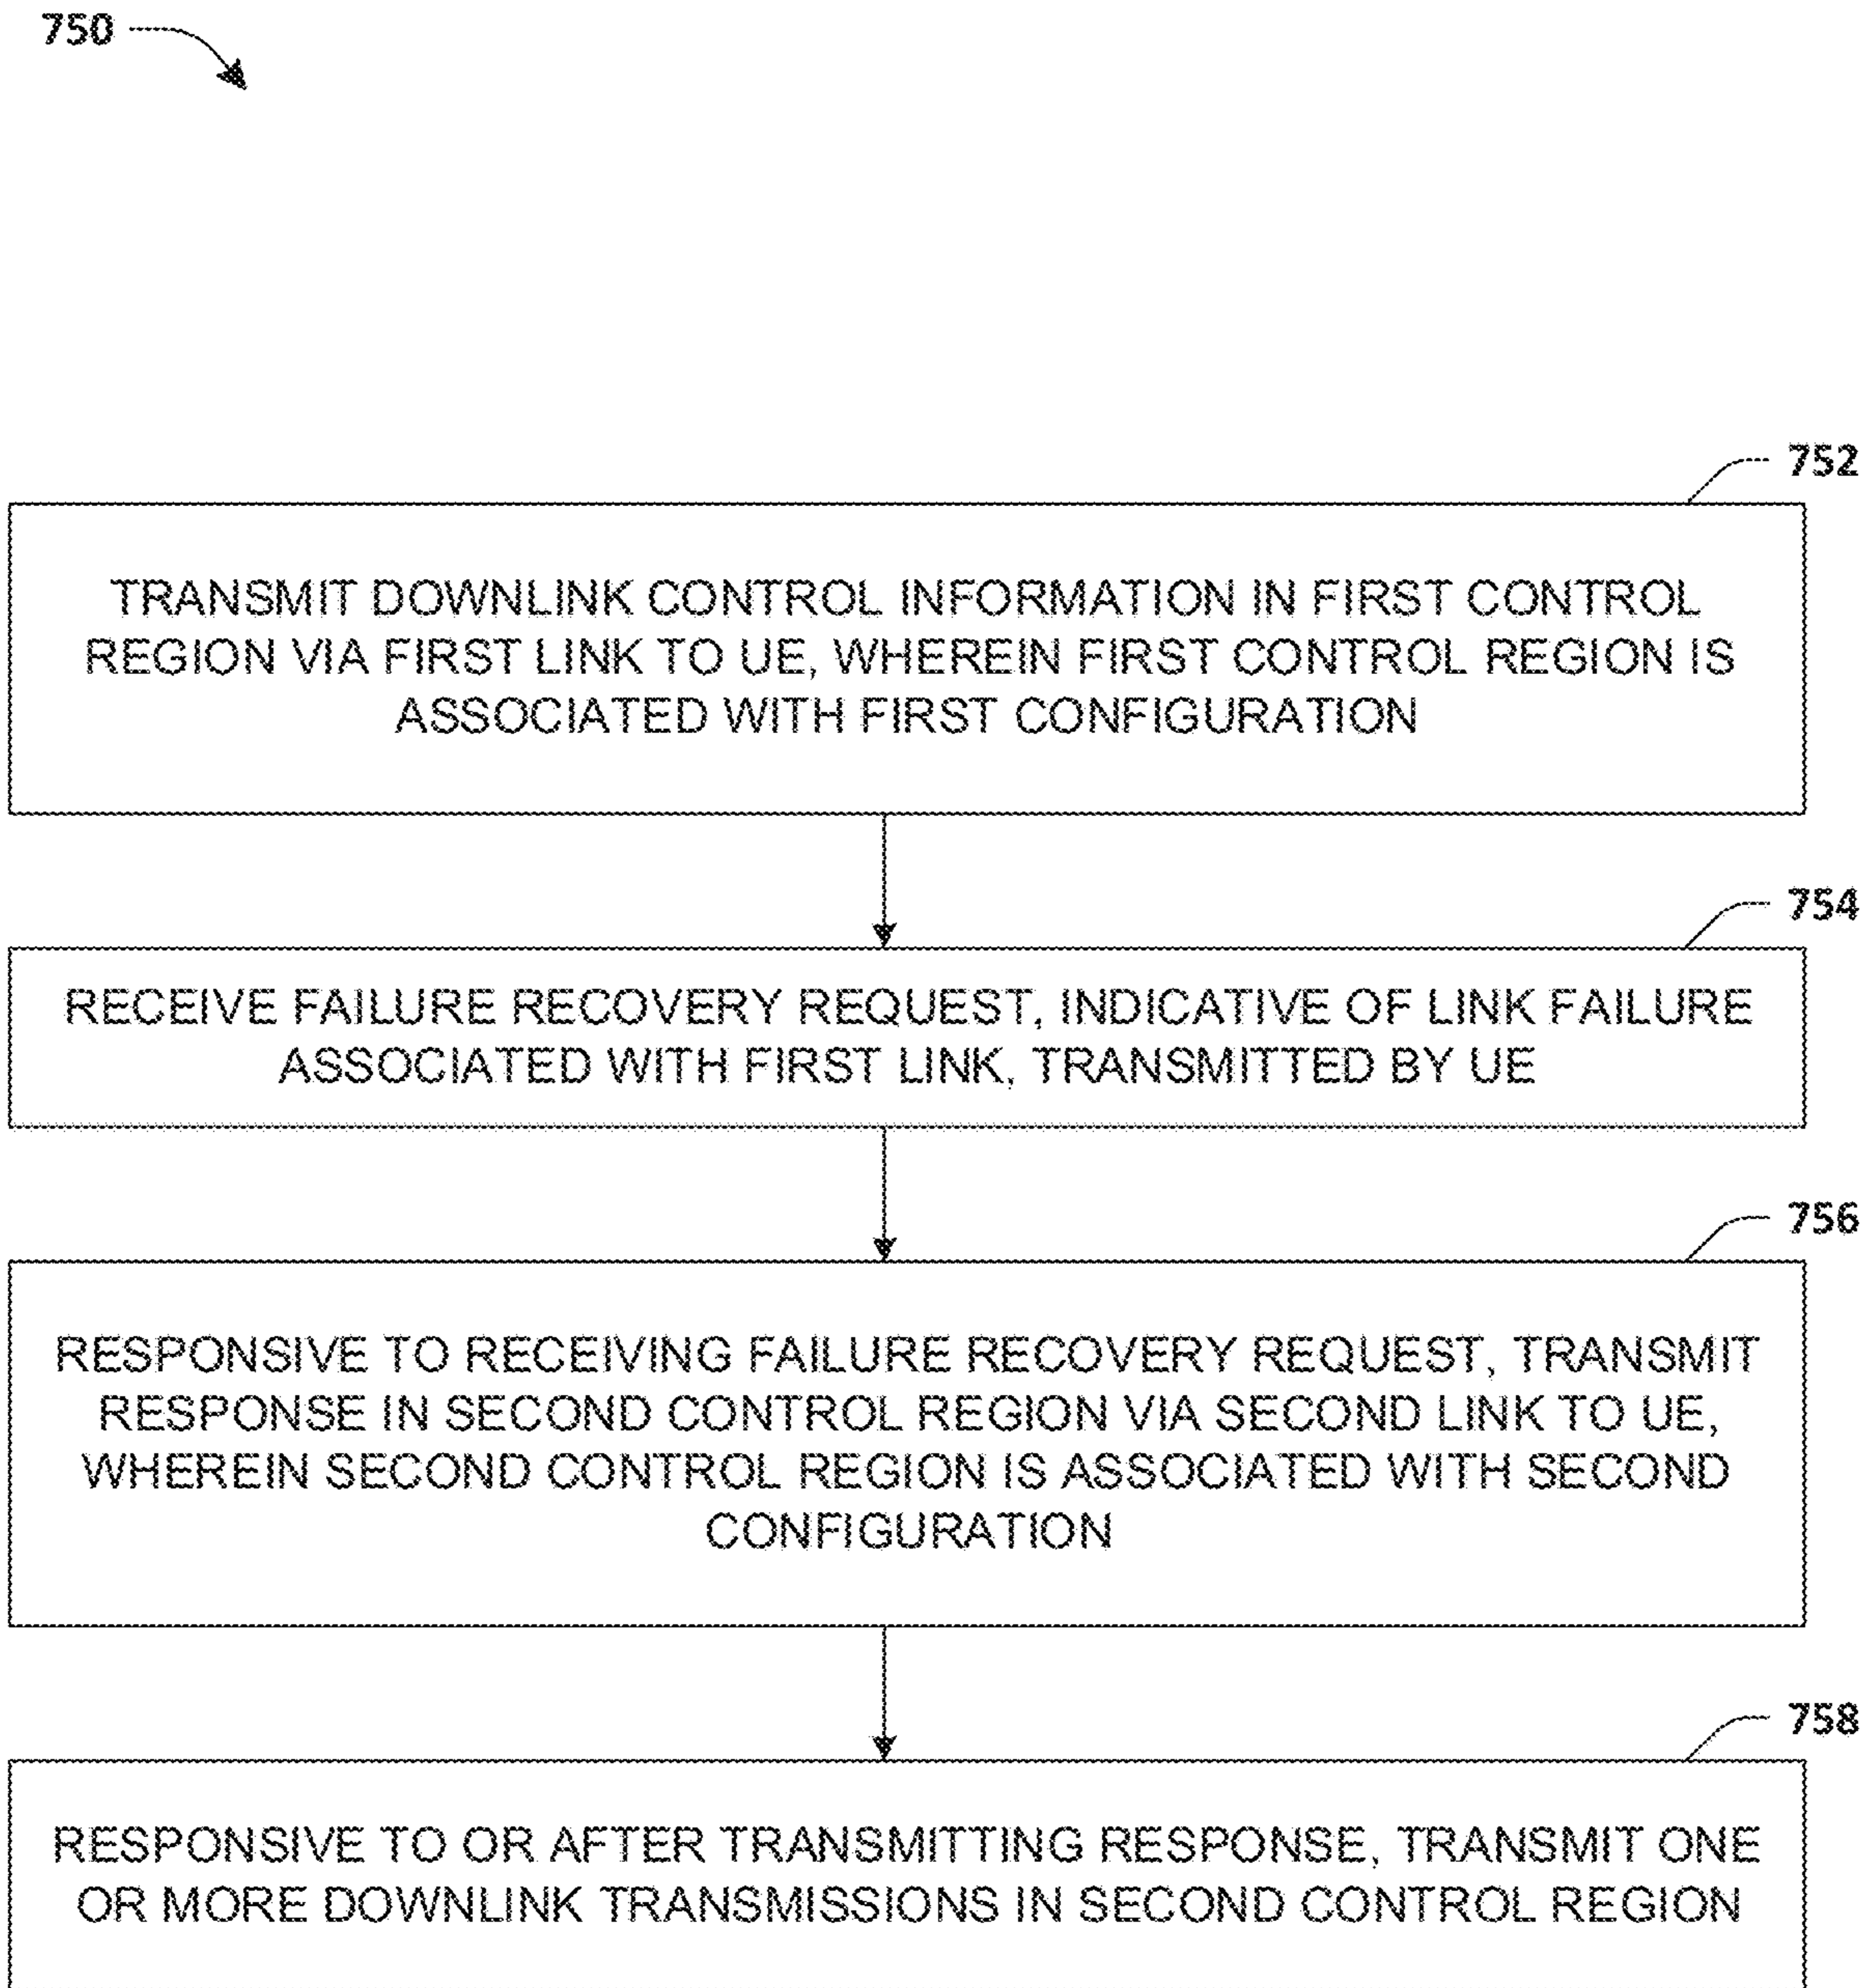 750
752
TRANSMIT DOWNLINK CONTROL INFORMATION IN FIRST CONTROL
REGION VIA FIRST LINK TO UE, WHEREIN FIRST CONTROL REGION IS
ASSOCIATED WITH FIRST CONFIGURATION
754
RECEIVE FAILURE RECOVERY REQUEST, INDICATIVE OF LINK FAILURE
ASSOCIATED WITH FIRST LINK, TRANSMITTED BY UE
756
RESPONSIVE TO RECEIVING FAILURE RECOVERY REQUEST, TRANSMIT
RESPONSE IN SECOND CONTROL REGION VIA SECOND LINK TO UE,
WHEREIN SECOND CONTROL REGION IS ASSOCIATED WITH SECOND
CONFIGURATION
758
RESPONSIVE TO OR AFTER TRANSMITTING RESPONSE, TRANSMIT ONE
OR MORE DOWNLINK TRANSMISSIONS IN SECOND CONTROL REGION